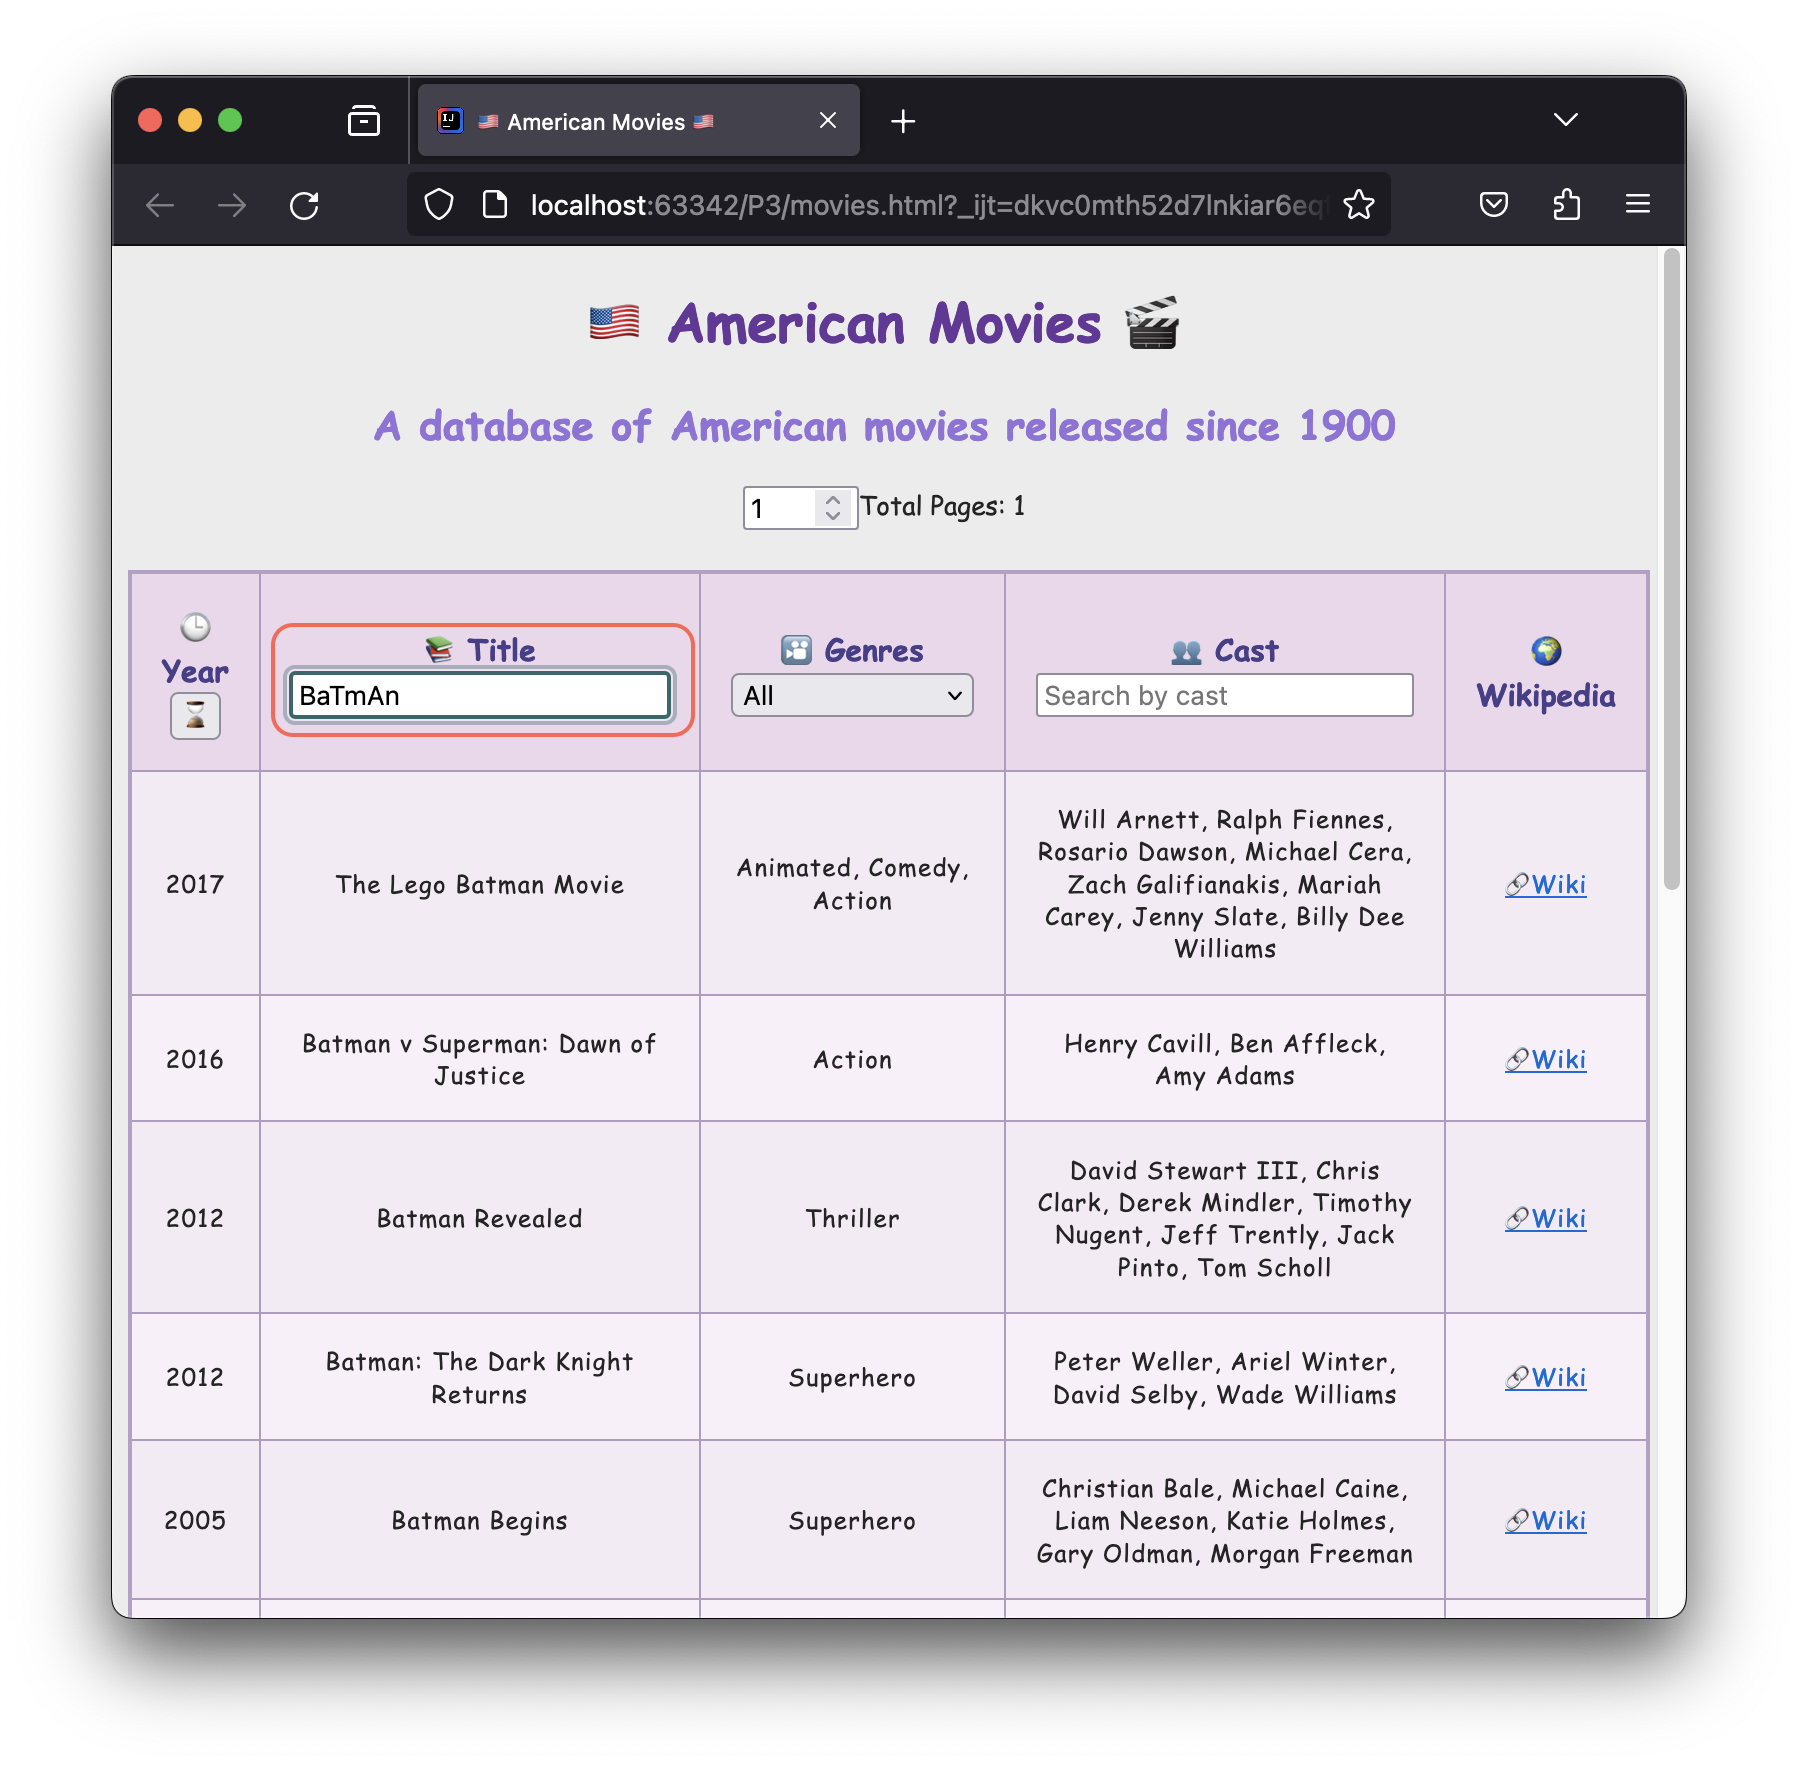 American Movies
localhost:63342/P3/movies.html?_ijt=dkvc0mth52d7lnkiar6eq
American Movies
A database of American movies released since 1900
1 Total Pages: 1
Year
Title
BaTmAn
Genres
All
Cast
Search by cast
Wikipedia
2017
The Lego Batman Movie
Animated, Comedy,
Action
Will Arnett, Ralph Fiennes,
Rosario Dawson, Michael Cera,
Zach Galifianakis, Mariah
Carey, Jenny Slate, Billy Dee
Williams
Wiki
2016
Batman v Superman: Dawn of
Justice
Action
Henry Cavill, Ben Affleck,
Amy Adams
Wiki
2012
Batman Revealed
Thriller
David Stewart III, Chris
Clark, Derek Mindler, Timothy
Nugent, Jeff Trently, Jack
Pinto, Tom Scholl
Wiki
2012
Batman: The Dark Knight
Returns
Superhero
Peter Weller, Ariel Winter,
David Selby, Wade Williams
Wiki
2005
Batman Begins
Superhero
Christian Bale, Michael Caine,
Liam Neeson, Katie Holmes,
Gary Oldman, Morgan Freeman
Wiki